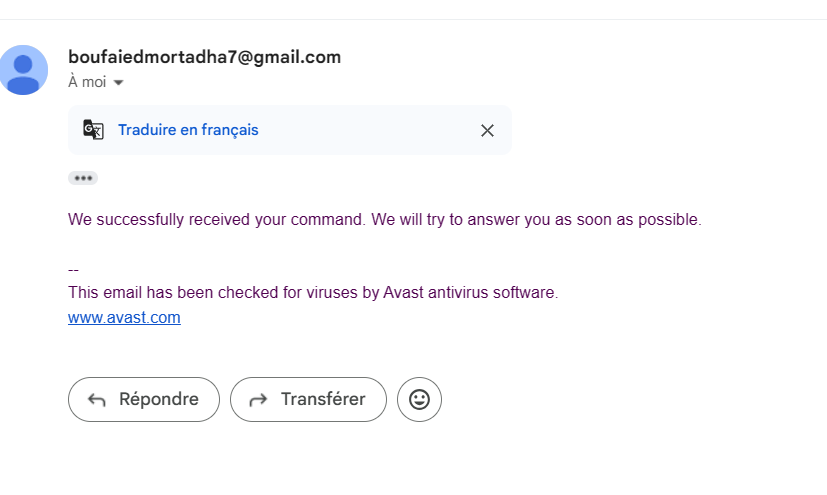 boufaiedmortadha7@gmail.com
À moi
Traduire en français
We successfully received your command. We will try to answer you as soon as possible.
--
This email has been checked for viruses by Avast antivirus software.
www.avast.com
Répondre
Transférer